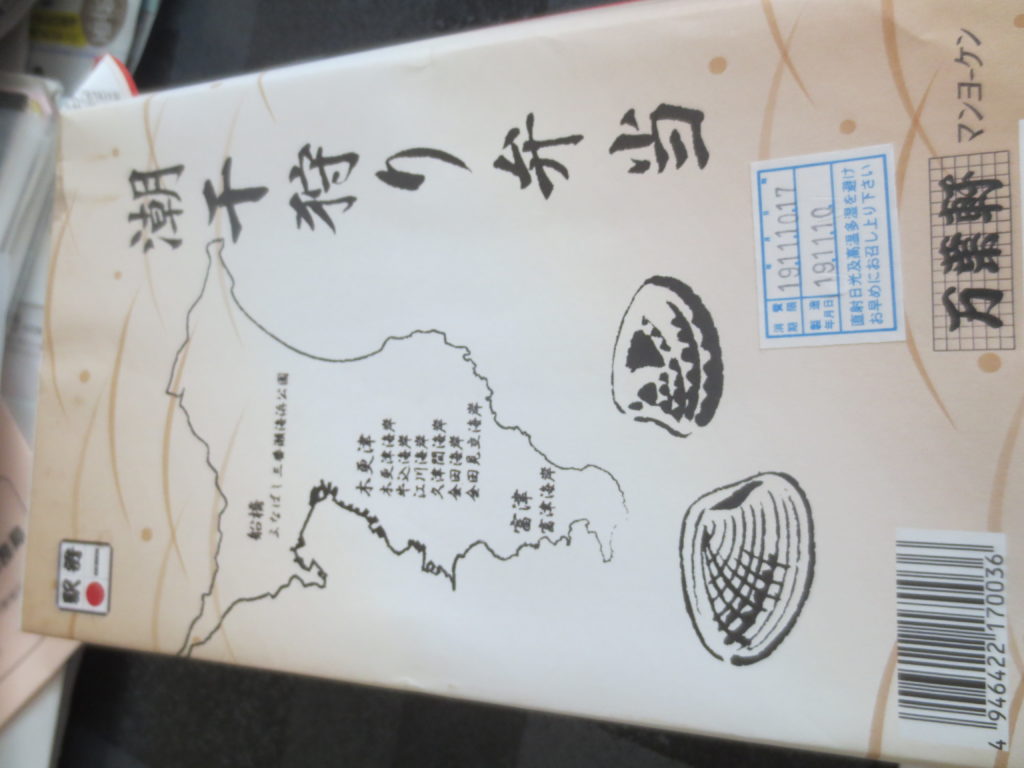 駅弁
潮干狩り弁当
船橋
ふなばし三番瀬海浜公園
木更津
木更津海岸
牛込海岸
江川海岸
久津間海岸
金田海岸
金田見立海岸
富津
富津海岸
消費期限 19.11.10.17
製造年月日 19.11.10.
直射日光及高温多湿を避け
お早めにお召し上り下さい
万葉軒
マンヨーケン
4946422170036